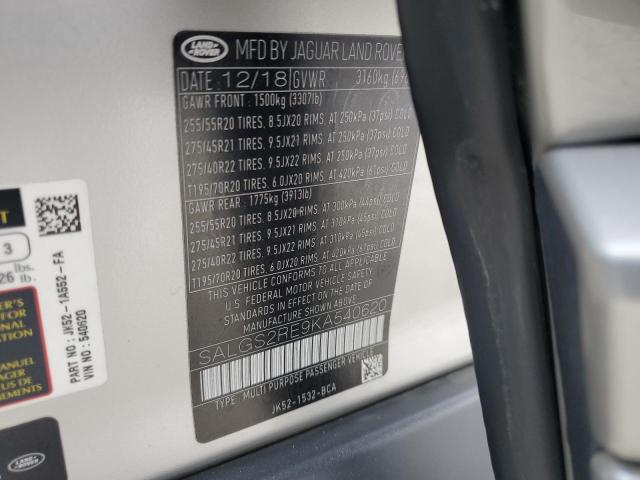 LAND ROVER
MFD BY JAGUAR LAND ROVER
DATE 12/18 GVWR 3160kg
GAWR FRONT 1500kg (3307lb)
255/55R20 TIRES. 8.5JX20 RIMS. AT 250kPa (37psi) COLD
275/45R21 TIRES. 9.5JX21 RIMS. AT 250kPa (37psi) COLD
275/40R22 TIRES. 9.5JX22 RIMS. AT 250kPa (37psi) COLD
T195/70R20 TIRES. 6.0JX20 RIMS. AT 420kPa (61psi) COLD
GAWR REAR: 1775kg (3913lb)
255/55R20 TIRES. 8.5JX20 RIMS. AT 300kPa (44psi) COLD
275/45R21 TIRES. 9.5JX21 RIMS. AT 310kPa (45psi) COLD
275/40R22 TIRES. 9.5JX22 RIMS. AT 310kPa (45psi) COLD
T195/70R20 TIRES. 6.0JX20 RIMS. AT 420kPa (61psi) COLD
THIS VEHICLE CONFORMS TO ALL APPLICABLE
U.S. FEDERAL MOTOR VEHICLE SAFETY
STANDARDS IN EFFECT ON THE DATE OF
MANUFACTURE SHOWN ABOVE.
SALGS2RE9KA540620
TYPE: MULTI PURPOSE PASSENGER VEHICLE
JK52-1532-BCA
3
26 lbs.
PART NO: JK52-1A552-FA
VIN NO: 540620
LAND ROVER